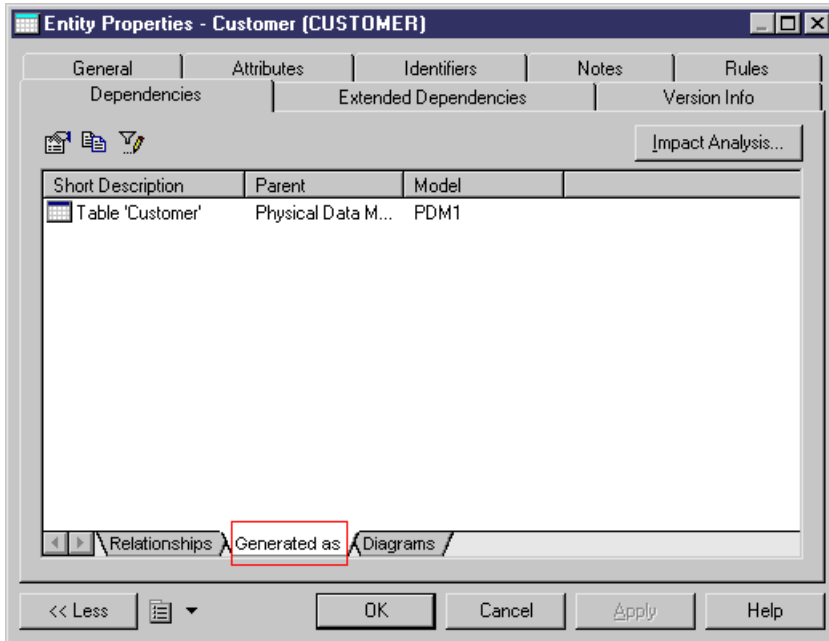 Entity Properties - Customer (CUSTOMER)
General Attributes Identifiers Notes Rules
Dependencies Extended Dependencies Version Info
Impact Analysis...
Short Description Parent Model
Table 'Customer' Physical Data M... PDM1
Relationships Generated as Diagrams
<< Less OK Cancel Apply Help